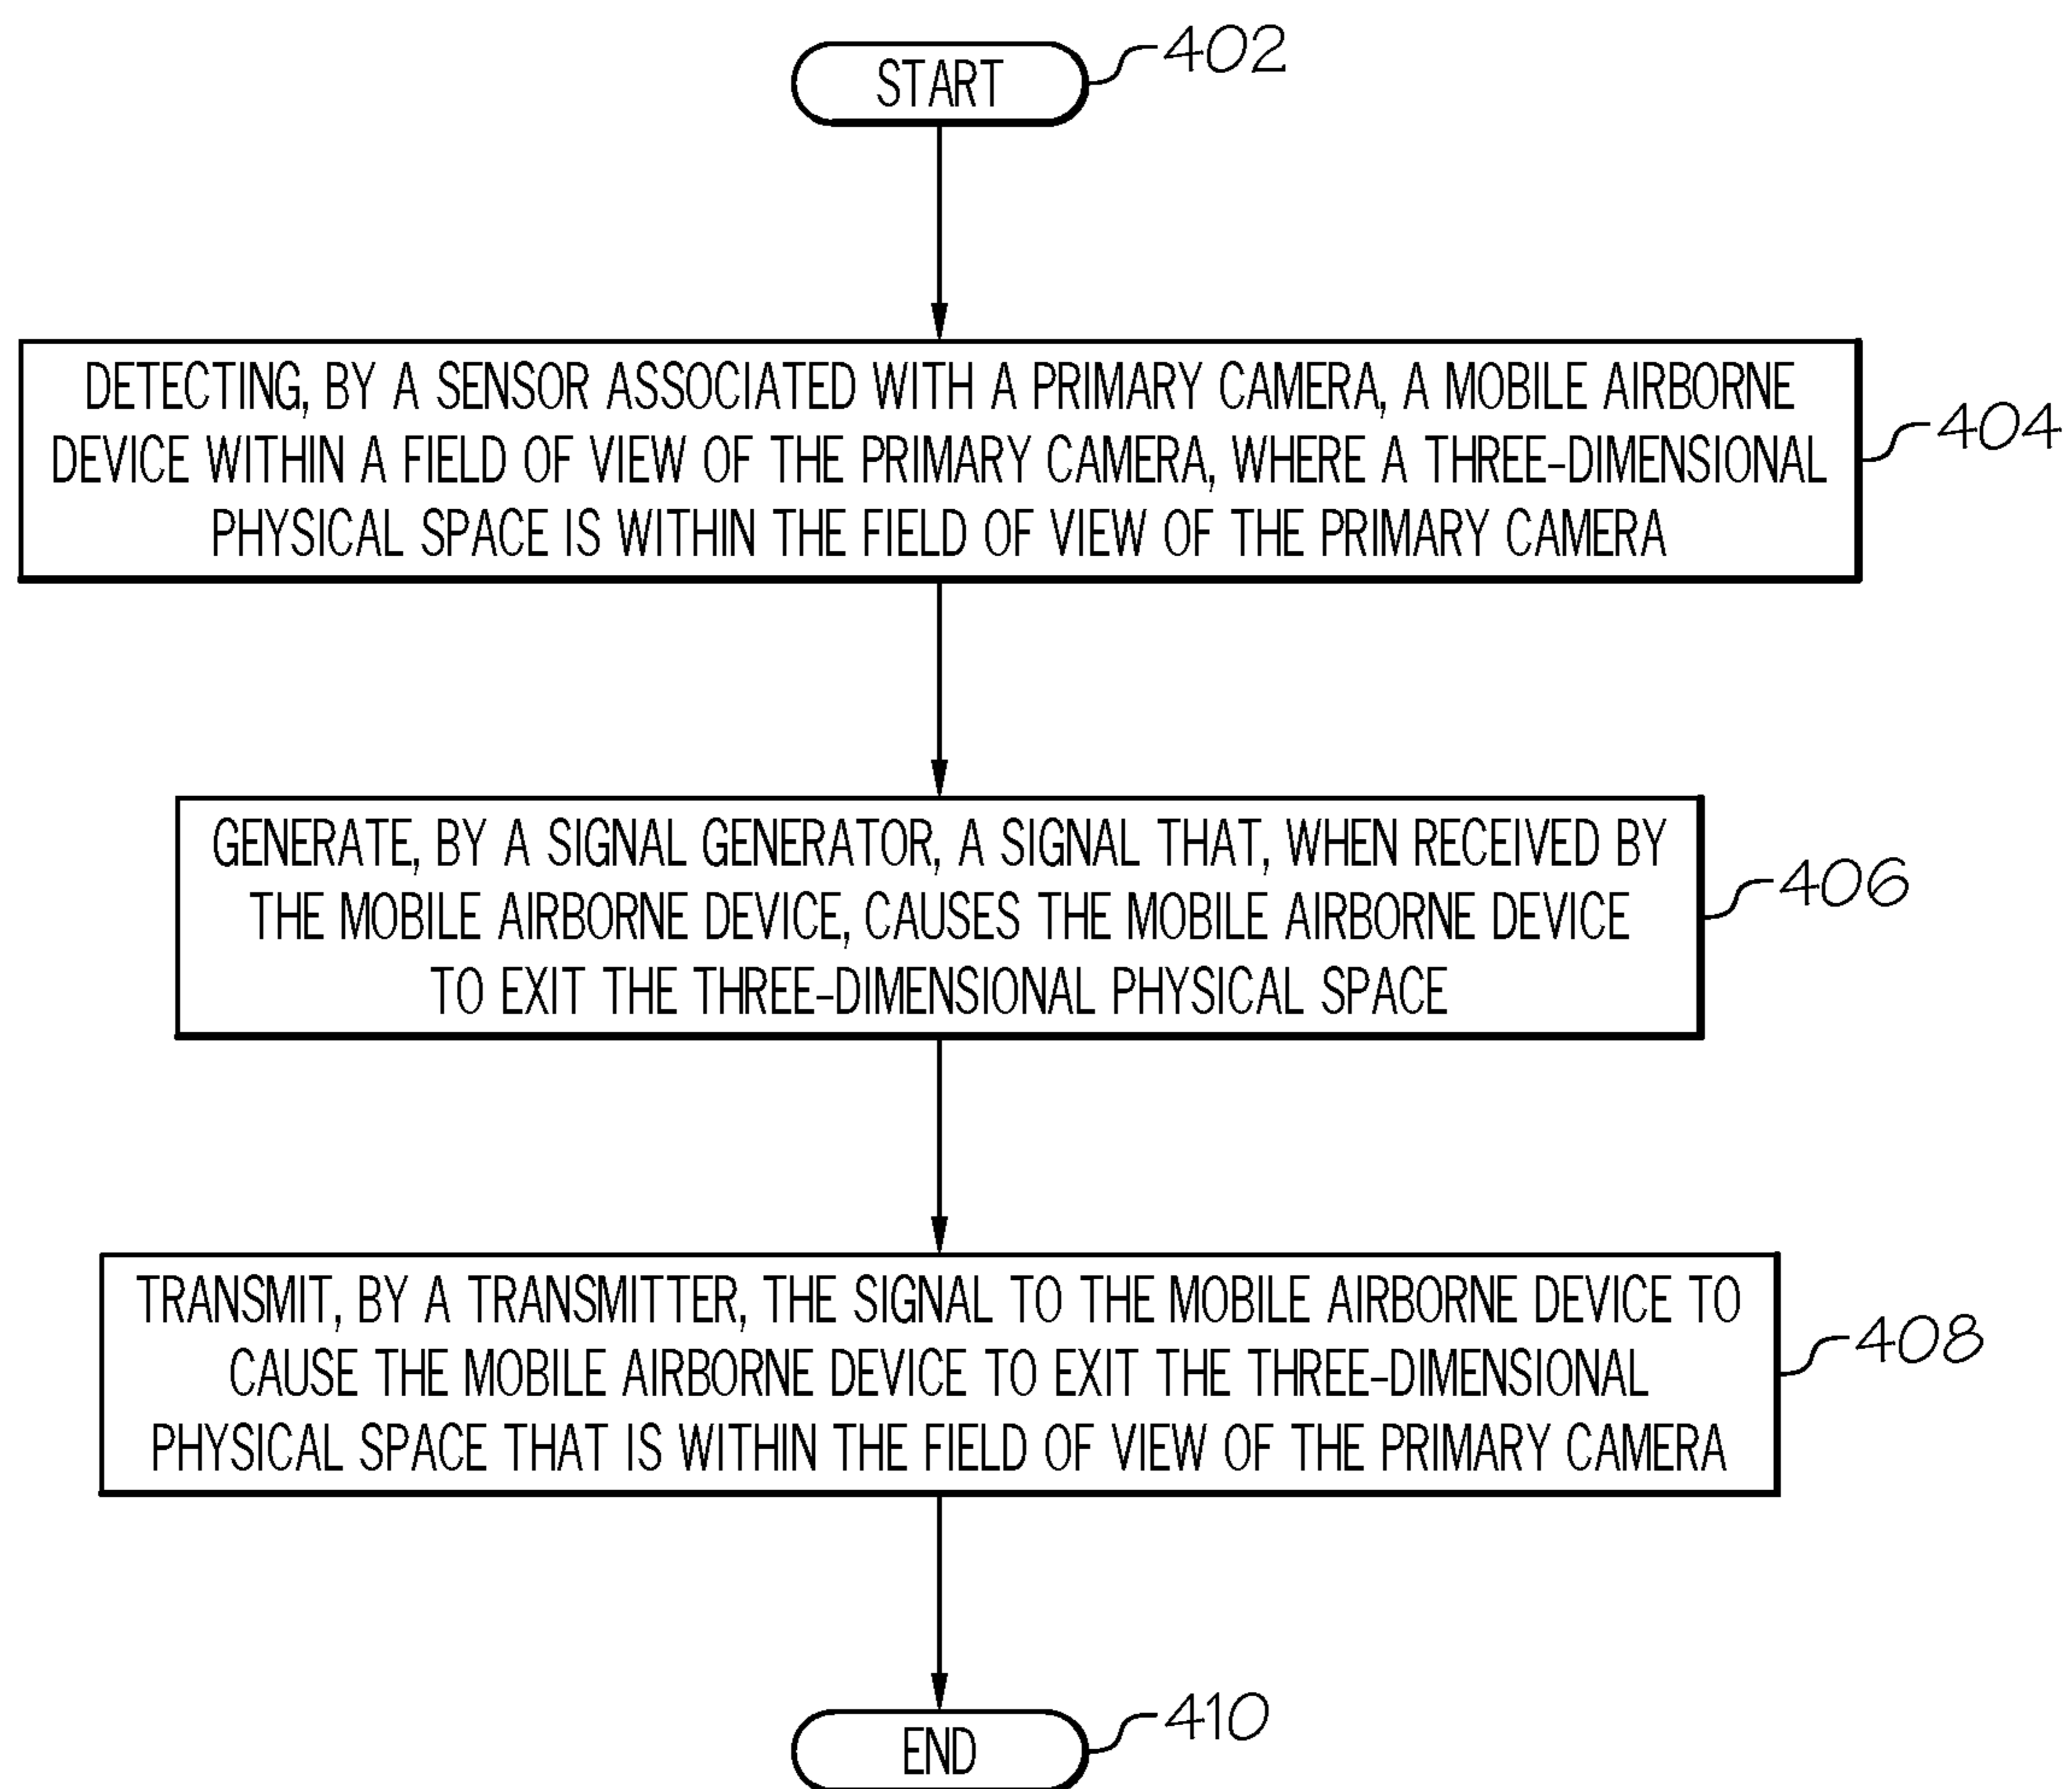 START
402
DETECTING, BY A SENSOR ASSOCIATED WITH A PRIMARY CAMERA, A MOBILE AIRBORNE
DEVICE WITHIN A FIELD OF VIEW OF THE PRIMARY CAMERA, WHERE A THREE-DIMENSIONAL
PHYSICAL SPACE IS WITHIN THE FIELD OF VIEW OF THE PRIMARY CAMERA
404
GENERATE, BY A SIGNAL GENERATOR, A SIGNAL THAT, WHEN RECEIVED BY
THE MOBILE AIRBORNE DEVICE, CAUSES THE MOBILE AIRBORNE DEVICE
TO EXIT THE THREE-DIMENSIONAL PHYSICAL SPACE
406
TRANSMIT, BY A TRANSMITTER, THE SIGNAL TO THE MOBILE AIRBORNE DEVICE TO
CAUSE THE MOBILE AIRBORNE DEVICE TO EXIT THE THREE-DIMENSIONAL
PHYSICAL SPACE THAT IS WITHIN THE FIELD OF VIEW OF THE PRIMARY CAMERA
408
END
410